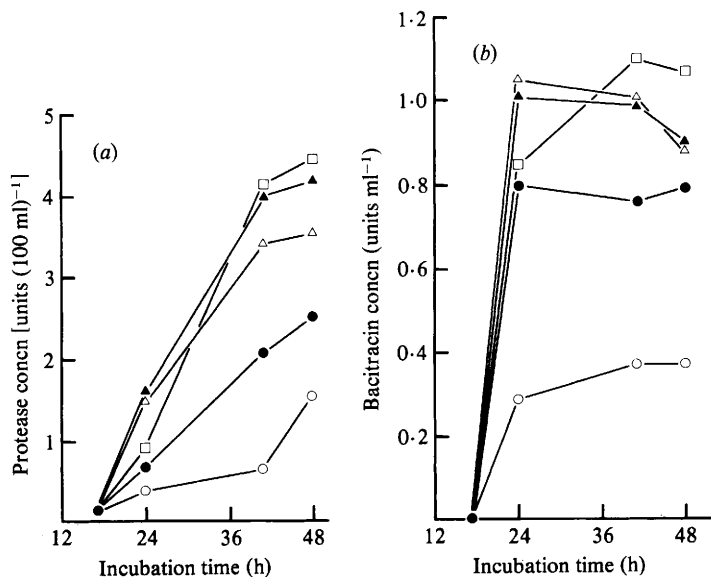 (a)
Protease concn [units (100 ml)⁻¹]
5
4
3
2
1
12 24 36 48
Incubation time (h)
(b)
Bacitracin concn (units ml⁻¹)
1·2
1·0
0·8
0·6
0·4
0·2
12 24 36 48
Incubation time (h)